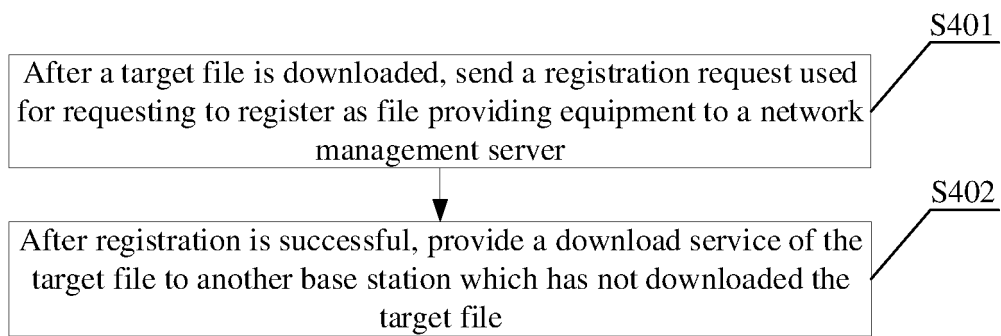 S401
After a target file is downloaded, send a registration request used
for requesting to register as file providing equipment to a network
management server
S402
After registration is successful, provide a download service of the
target file to another base station which has not downloaded the
target file